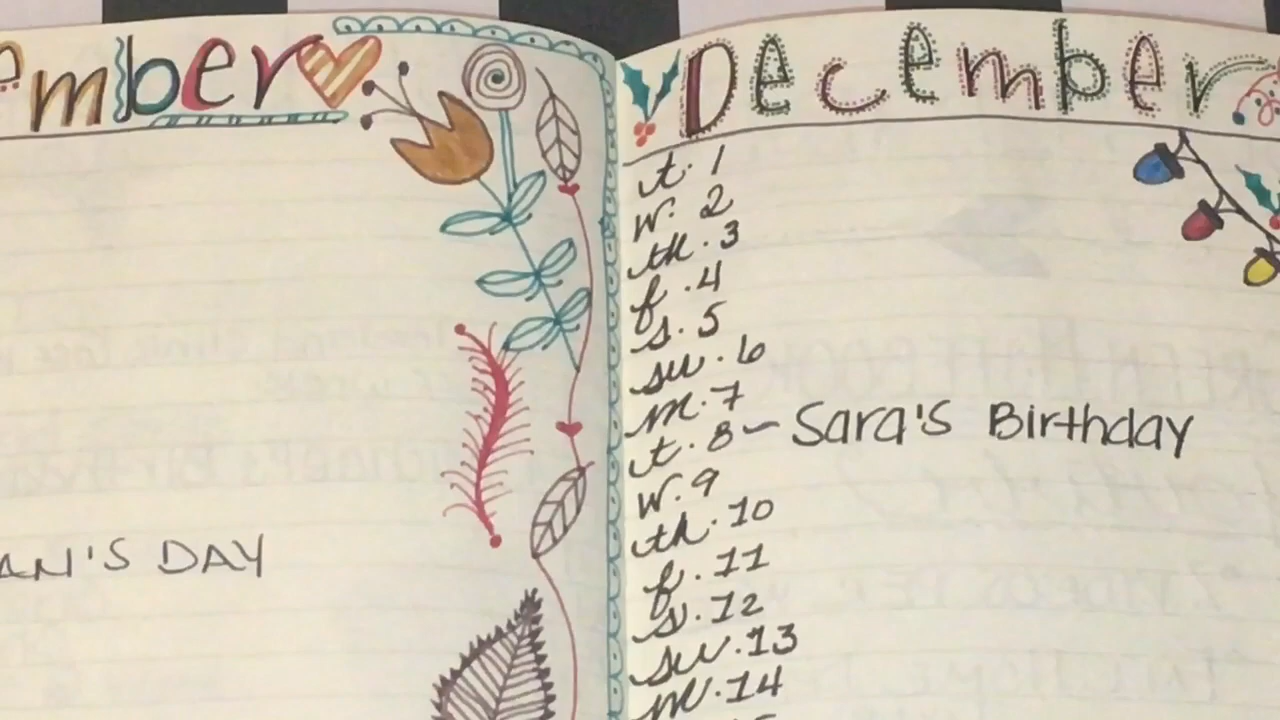 ember
AN'S DAY
December
t. 1
w. 2
th. 3
f. 4
s. 5
su. 6
m. 7
t. 8 - Sara's Birthday
w. 9
th. 10
f. 11
s. 12
su. 13
m. 14